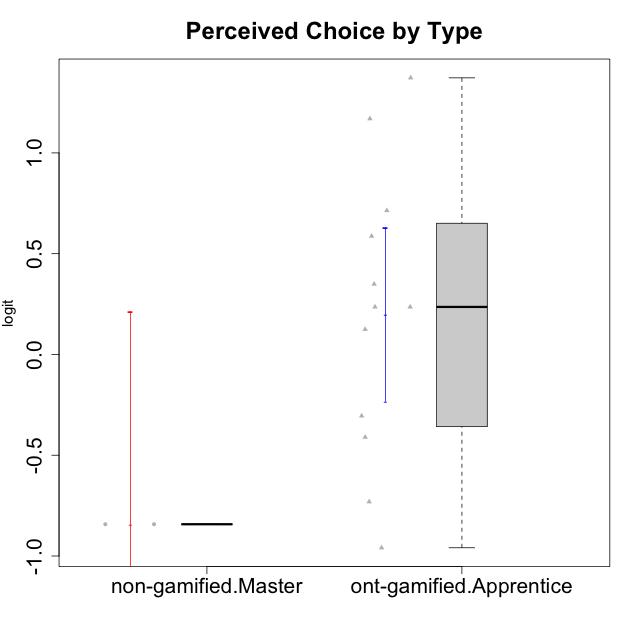 Perceived Choice by Type
logit
1.0
0.5
0.0
-0.5
-1.0
non-gamified.Master
ont-gamified.Apprentice